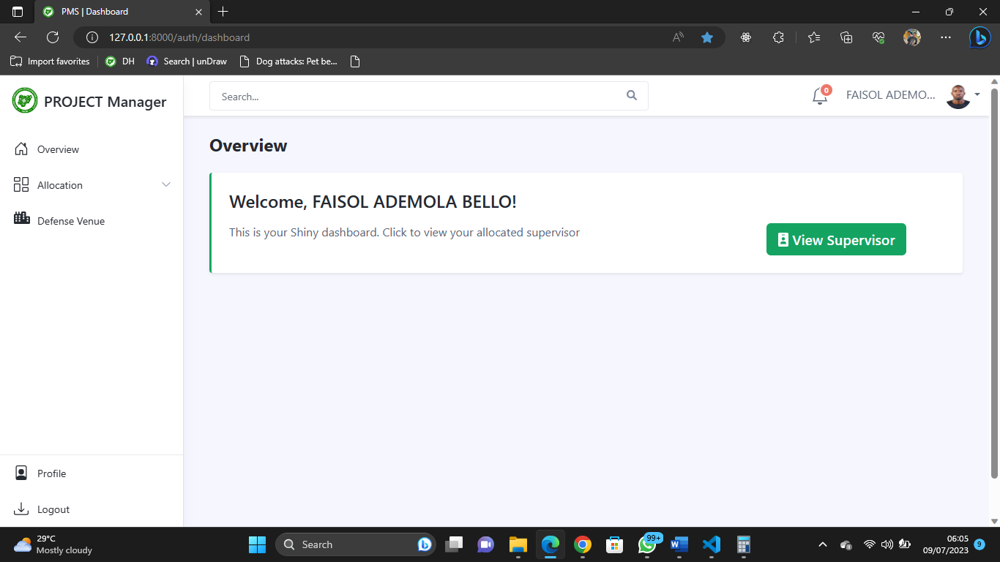 PMS | Dashboard
127.0.0.1:8000/auth/dashboard
Import favorites
DH
Search | unDraw
Dog attacks: Pet be...
PROJECT Manager
Search...
0
FAISOL ADEMO...
Overview
Allocation
Defense Venue
Profile
Logout
Overview
Welcome, FAISOL ADEMOLA BELLO!
This is your Shiny dashboard. Click to view your allocated supervisor
View Supervisor
29°C
Mostly cloudy
Search
99+
06:05
09/07/2023
9